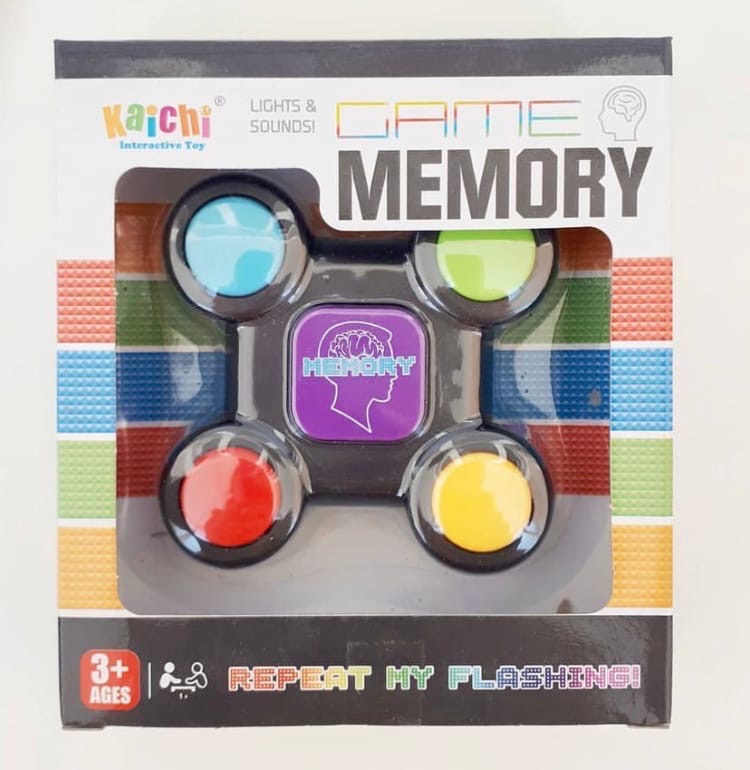 Kaichi®
Interactive Toy
LIGHTS &
SOUNDS!
GAME
MEMORY
MEMORY
3+
AGES
REPEAT MY FLASHING!